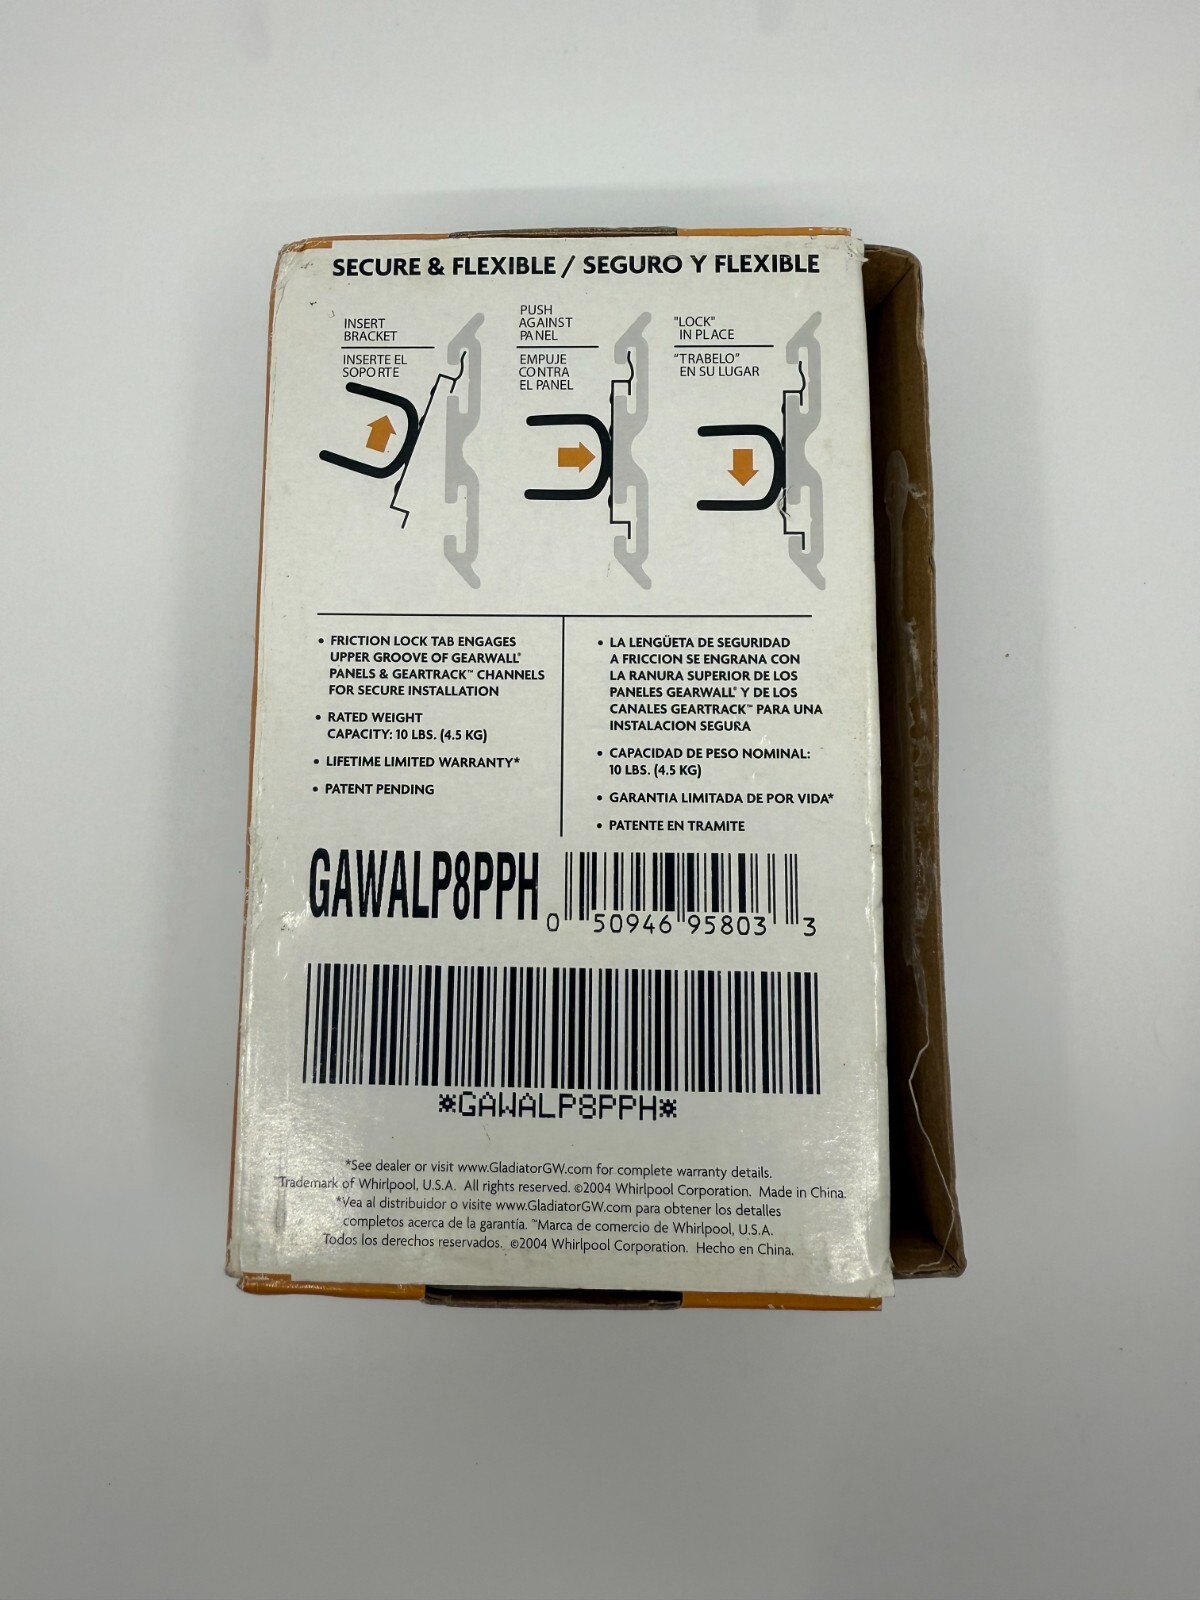 SECURE & FLEXIBLE / SEGURO Y FLEXIBLE
INSERT
BRACKET
INSERTE EL
SOPORTE
PUSH
AGAINST
PANEL
EMPUJE
CONTRA
EL PANEL
"LOCK"
IN PLACE
"TRABELO"
EN SU LUGAR
• FRICTION LOCK TAB ENGAGES
UPPER GROOVE OF GEARWALL®
PANELS & GEARTRACK™ CHANNELS
FOR SECURE INSTALLATION
• RATED WEIGHT
CAPACITY: 10 LBS. (4.5 KG)
• LIFETIME LIMITED WARRANTY*
• PATENT PENDING
• LA LENGÜETA DE SEGURIDAD
A FRICCION SE ENGRANA CON
LA RANURA SUPERIOR DE LOS
PANELES GEARWALL® Y DE LOS
CANALES GEARTRACK™ PARA UNA
INSTALACION SEGURA
• CAPACIDAD DE PESO NOMINAL:
10 LBS. (4.5 KG)
• GARANTIA LIMITADA DE POR VIDA*
• PATENTE EN TRAMITE
GAWALP8PPH
0 50946 95803 3
*GAWALP8PPH*
*See dealer or visit www.GladiatorGW.com for complete warranty details.
™Trademark of Whirlpool, U.S.A. All rights reserved. ©2004 Whirlpool Corporation. Made in China.
*Vea al distribuidor o visite www.GladiatorGW.com para obtener los detalles
completos acerca de la garantía. ™Marca de comercio de Whirlpool, U.S.A.
Todos los derechos reservados. ©2004 Whirlpool Corporation. Hecho en China.